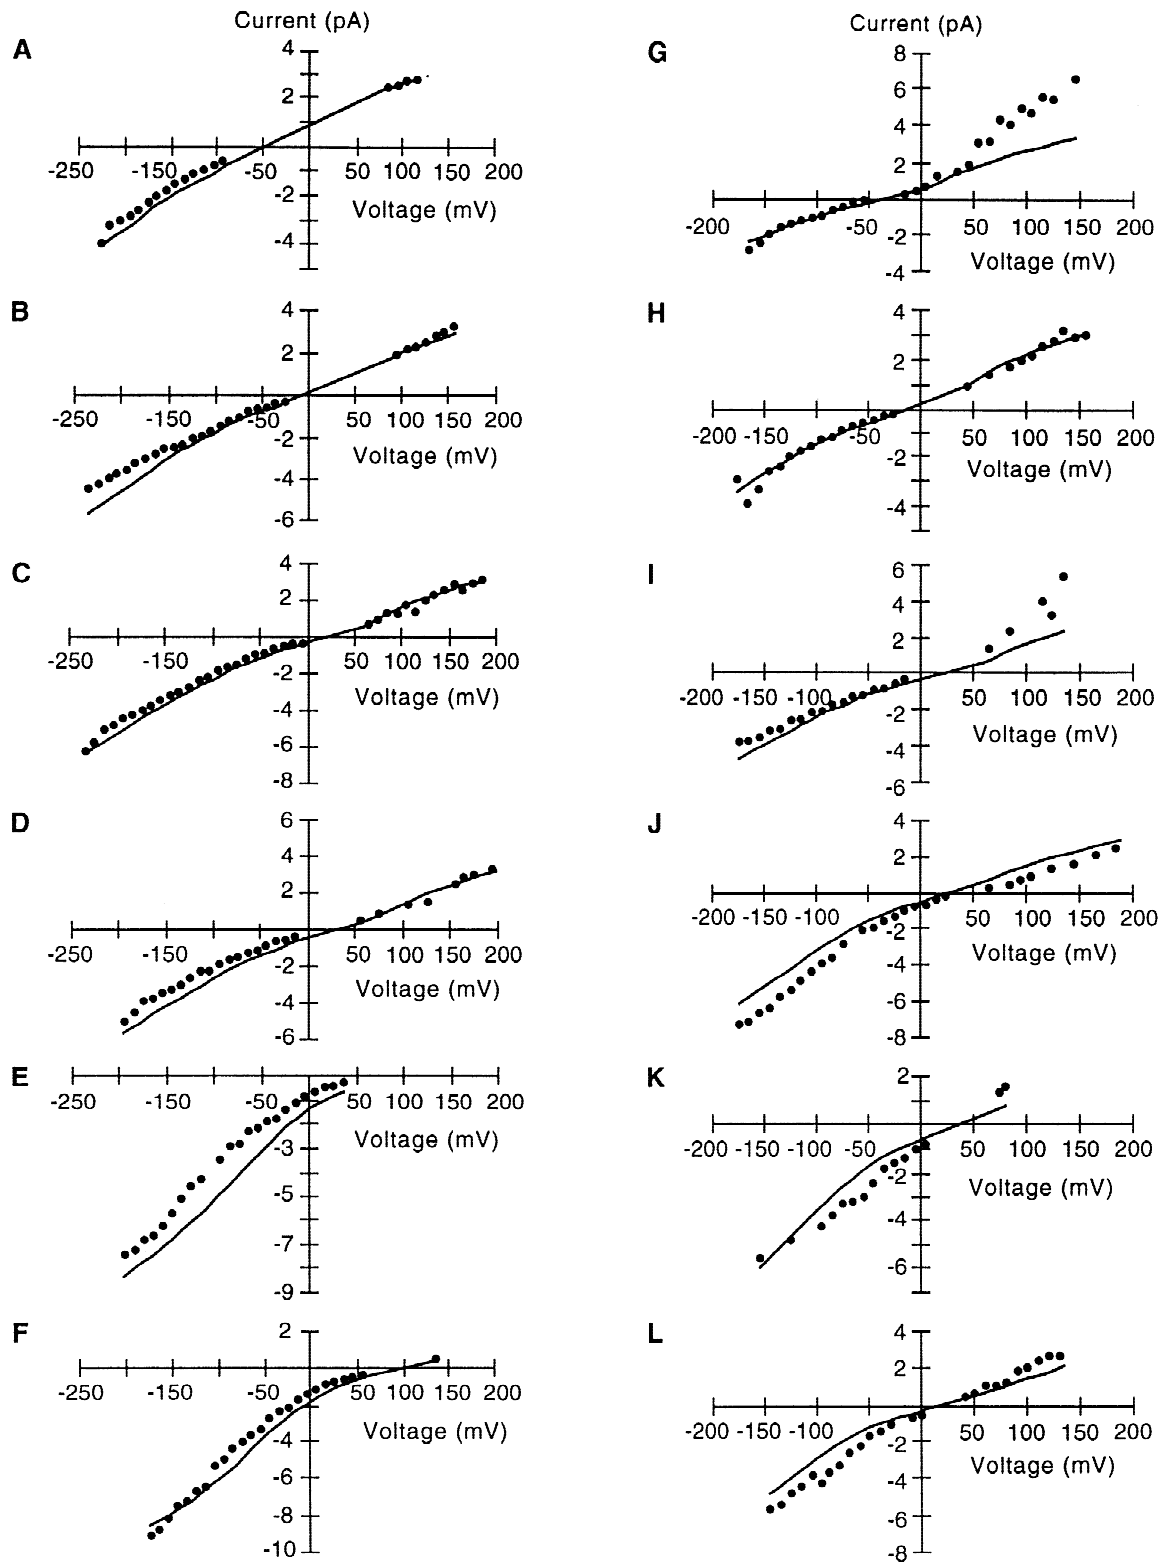 Current (pA)
A
4
2
-250 -150 -50 50 100 150 200
-2
Voltage (mV)
-4
B
4
2
-250 -150 -50 50 100 150 200
-2
Voltage (mV)
-4
-6
C
4
2
-250 -150 50 100 150 200
-2
Voltage (mV)
-4
-6
-8
D
6
4
2
-250 -150 50 100 150 200
-2
Voltage (mV)
-4
-6
E
-250 -150 -50 50 100 150 200
Voltage (mV)
-3
-5
-7
-9
F
2
-250 -150 -50 50 100 150 200
Voltage (mV)
-4
-6
-8
-10
Current (pA)
G
8
6
4
2
-200 -50 50 100 150 200
-2
Voltage (mV)
-4
H
4
2
-200 -150 -50 50 100 150 200
-2
Voltage (mV)
-4
I
6
4
2
-200 -150 -100 50 100 150 200
-2
Voltage (mV)
-4
-6
J
4
2
-200 -150 -100 50 100 150 200
-2
Voltage (mV)
-4
-6
-8
K
2
-200 -150 -100 -50 50 100 150 200
-2
Voltage (mV)
-4
-6
L
4
2
-200 -150 -100 50 100 150 200
-2
Voltage (mV)
-4
-6
-8